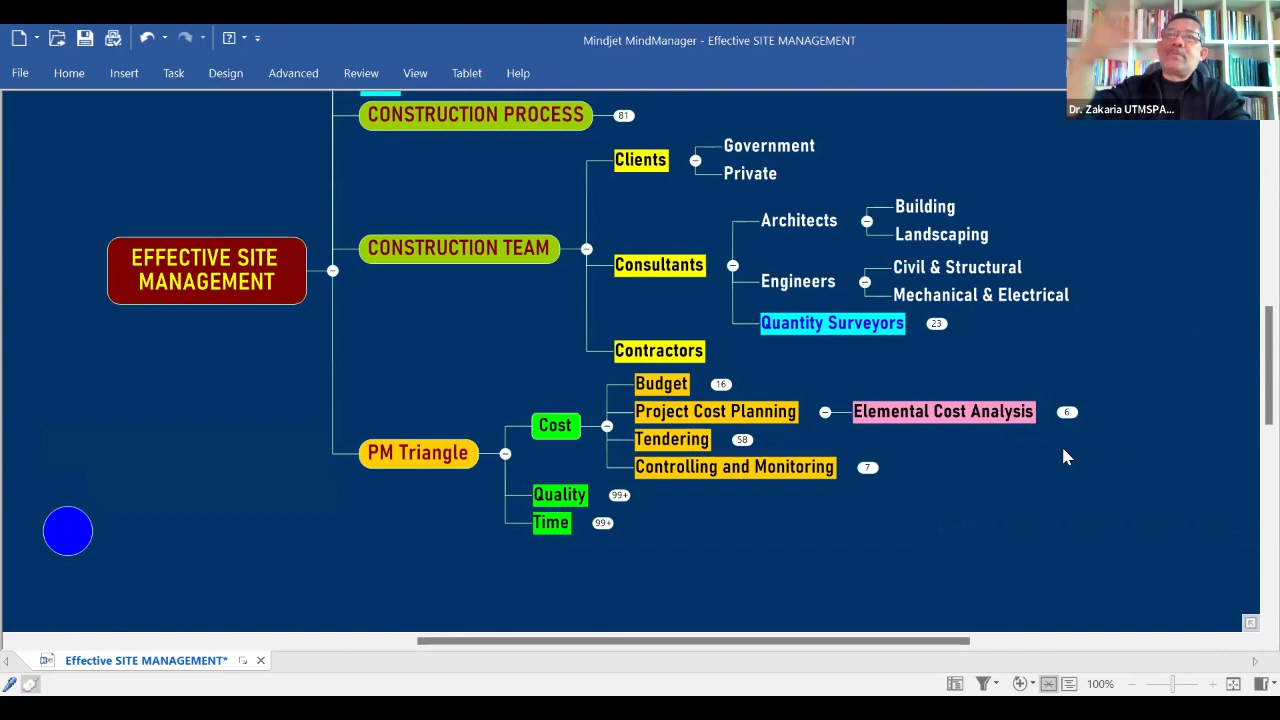 Mindjet MindManager - Effective SITE MANAGEMENT
File Home Insert Task Design Advanced Review View Tablet Help
Dr. Zakaria UTMSPA...
CONSTRUCTION PROCESS 81
Clients
Government
Private
EFFECTIVE SITE
MANAGEMENT
CONSTRUCTION TEAM
Consultants
Architects
Building
Landscaping
Engineers
Civil & Structural
Mechanical & Electrical
Quantity Surveyors 23
Contractors
PM Triangle
Cost
Budget 16
Project Cost Planning
Elemental Cost Analysis 6
Tendering 58
Controlling and Monitoring 7
Quality 99+
Time 99+
Effective SITE MANAGEMENT*
100%